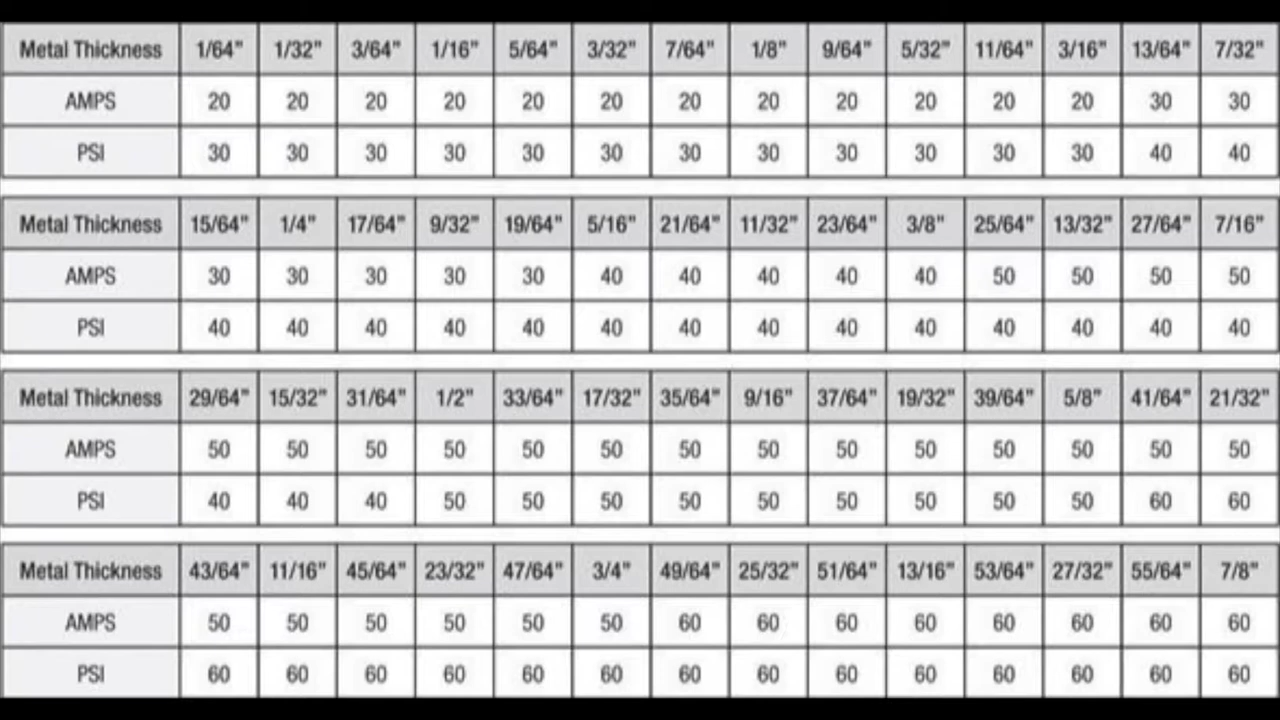 Metal Thickness 1/64" 1/32" 3/64" 1/16" 5/64" 3/32" 7/64" 1/8" 9/64" 5/32" 11/64" 3/16" 13/64" 7/32"
AMPS 20 20 20 20 20 20 20 20 20 20 20 20 30 30
PSI 30 30 30 30 30 30 30 30 30 30 30 30 40 40
Metal Thickness 15/64" 1/4" 17/64" 9/32" 19/64" 5/16" 21/64" 11/32" 23/64" 3/8" 25/64" 13/32" 27/64" 7/16"
AMPS 30 30 30 30 30 40 40 40 40 40 50 50 50 50
PSI 40 40 40 40 40 40 40 40 40 40 40 40 40 40
Metal Thickness 29/64" 15/32" 31/64" 1/2" 33/64" 17/32" 35/64" 9/16" 37/64" 19/32" 39/64" 5/8" 41/64" 21/32"
AMPS 50 50 50 50 50 50 50 50 50 50 50 50 50 50
PSI 40 40 40 50 50 50 50 50 50 50 50 50 60 60
Metal Thickness 43/64" 11/16" 45/64" 23/32" 47/64" 3/4" 49/64" 25/32" 51/64" 13/16" 53/64" 27/32" 55/64" 7/8"
AMPS 50 50 50 50 50 50 60 60 60 60 60 60 60 60
PSI 60 60 60 60 60 60 60 60 60 60 60 60 60 60